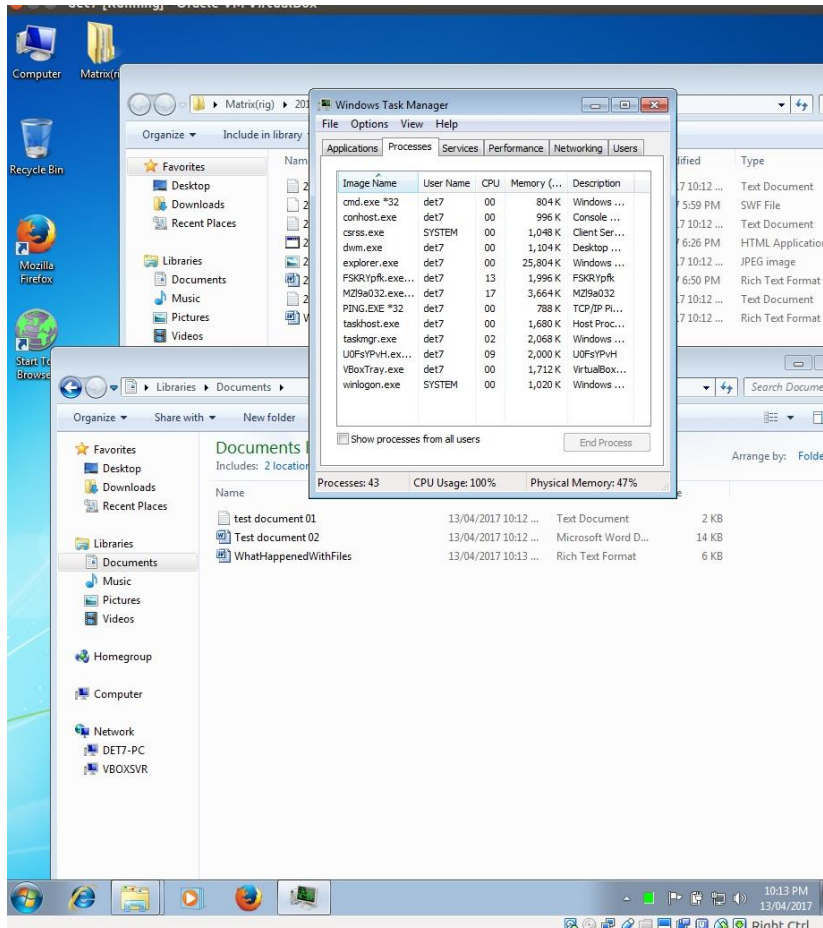 Computer
Matrix(ri
Recycle Bin
Mozilla
Firefox
Start To
Browse
Matrix(rig)
201
Organize
Include in library
Favorites
Desktop
Downloads
Recent Places
Libraries
Documents
Music
Pictures
Videos
Nam
Type
7 10:12 ... Text Document
7 5:59 PM SWF File
7 10:12 ... Text Document
7 6:26 PM HTML Applicatio
7 10:12 ... JPEG image
7 6:50 PM Rich Text Format
7 10:12 ... Text Document
7 10:12 ... Rich Text Format
Windows Task Manager
File Options View Help
Applications Processes Services Performance Networking Users
Image Name User Name CPU Memory (... Description
cmd.exe *32 det7 00 804 K Windows ...
conhost.exe det7 00 996 K Console ...
csrss.exe SYSTEM 00 1,048 K Client Ser...
dwm.exe det7 00 1,104 K Desktop ...
explorer.exe det7 00 25,804 K Windows ...
FSKRYpfk.exe... det7 13 1,996 K FSKRYpfk
MZl9a032.exe... det7 17 3,664 K MZl9a032
PING.EXE *32 det7 00 788 K TCP/IP Pi...
taskhost.exe det7 00 1,680 K Host Proc...
taskmgr.exe det7 02 2,068 K Windows ...
U0FsYPvH.ex... det7 09 2,000 K U0FsYPvH
VBoxTray.exe det7 00 1,712 K VirtualBox...
winlogon.exe SYSTEM 00 1,020 K Windows ...
Show processes from all users
End Process
Processes: 43 CPU Usage: 100% Physical Memory: 47%
Libraries Documents
Search Docume
Organize Share with New folder
Favorites
Desktop
Downloads
Recent Places
Libraries
Documents
Music
Pictures
Videos
Homegroup
Computer
Network
DET7-PC
VBOXSVR
Documents l
Includes: 2 location
Arrange by: Folde
Name
test document 01 13/04/2017 10:12 ... Text Document 2 KB
Test document 02 13/04/2017 10:12 ... Microsoft Word D... 14 KB
WhatHappenedWithFiles 13/04/2017 10:13 ... Rich Text Format 6 KB
10:13 PM
13/04/2017
Right Ctrl